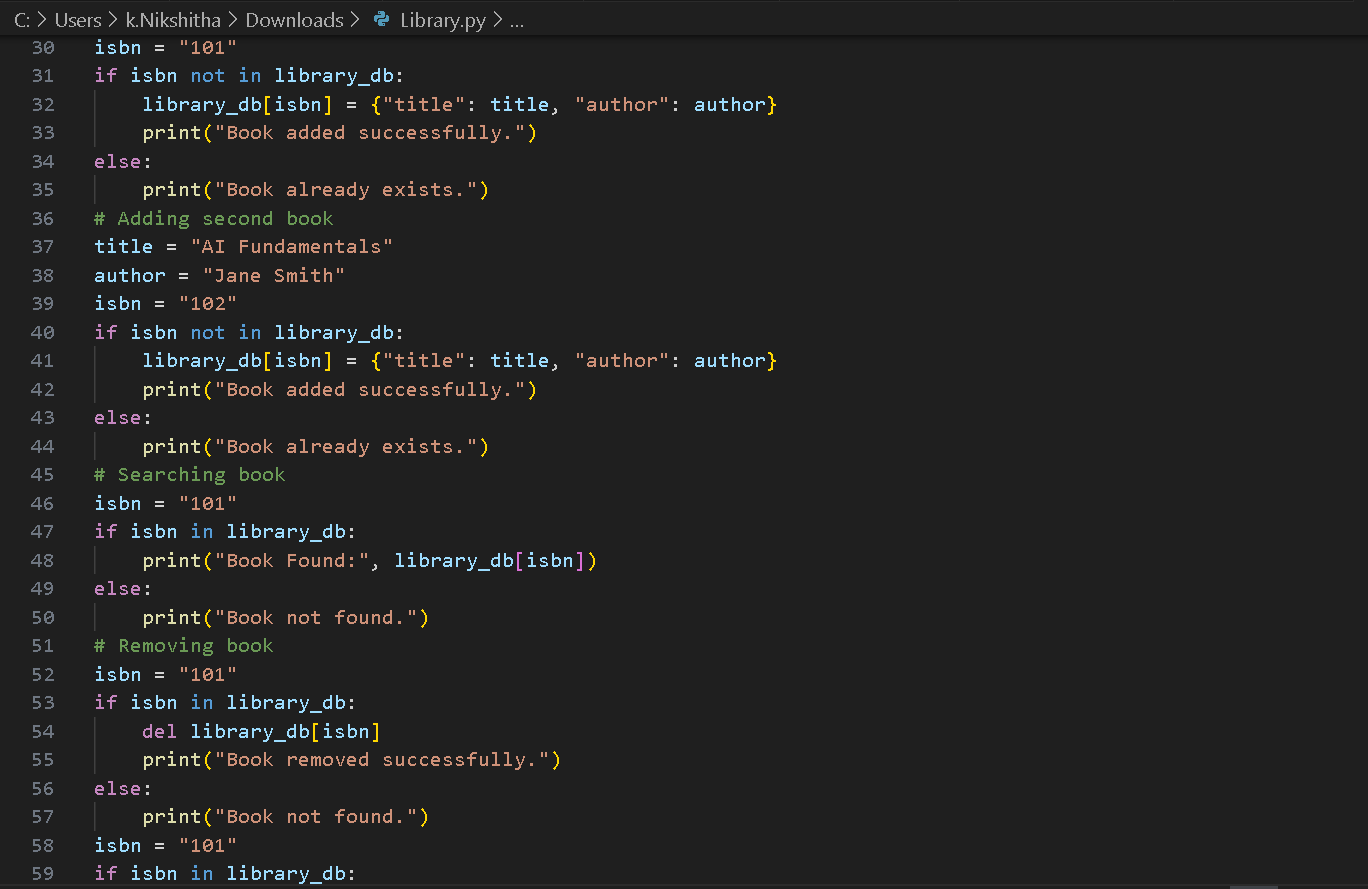 C: > Users > k.Nikshitha > Downloads > Library.py > ...
30 isbn = "101"
31 if isbn not in library_db:
32     library_db[isbn] = {"title": title, "author": author}
33     print("Book added successfully.")
34 else:
35     print("Book already exists.")
36 # Adding second book
37 title = "AI Fundamentals"
38 author = "Jane Smith"
39 isbn = "102"
40 if isbn not in library_db:
41     library_db[isbn] = {"title": title, "author": author}
42     print("Book added successfully.")
43 else:
44     print("Book already exists.")
45 # Searching book
46 isbn = "101"
47 if isbn in library_db:
48     print("Book Found:", library_db[isbn])
49 else:
50     print("Book not found.")
51 # Removing book
52 isbn = "101"
53 if isbn in library_db:
54     del library_db[isbn]
55     print("Book removed successfully.")
56 else:
57     print("Book not found.")
58 isbn = "101"
59 if isbn in library_db: